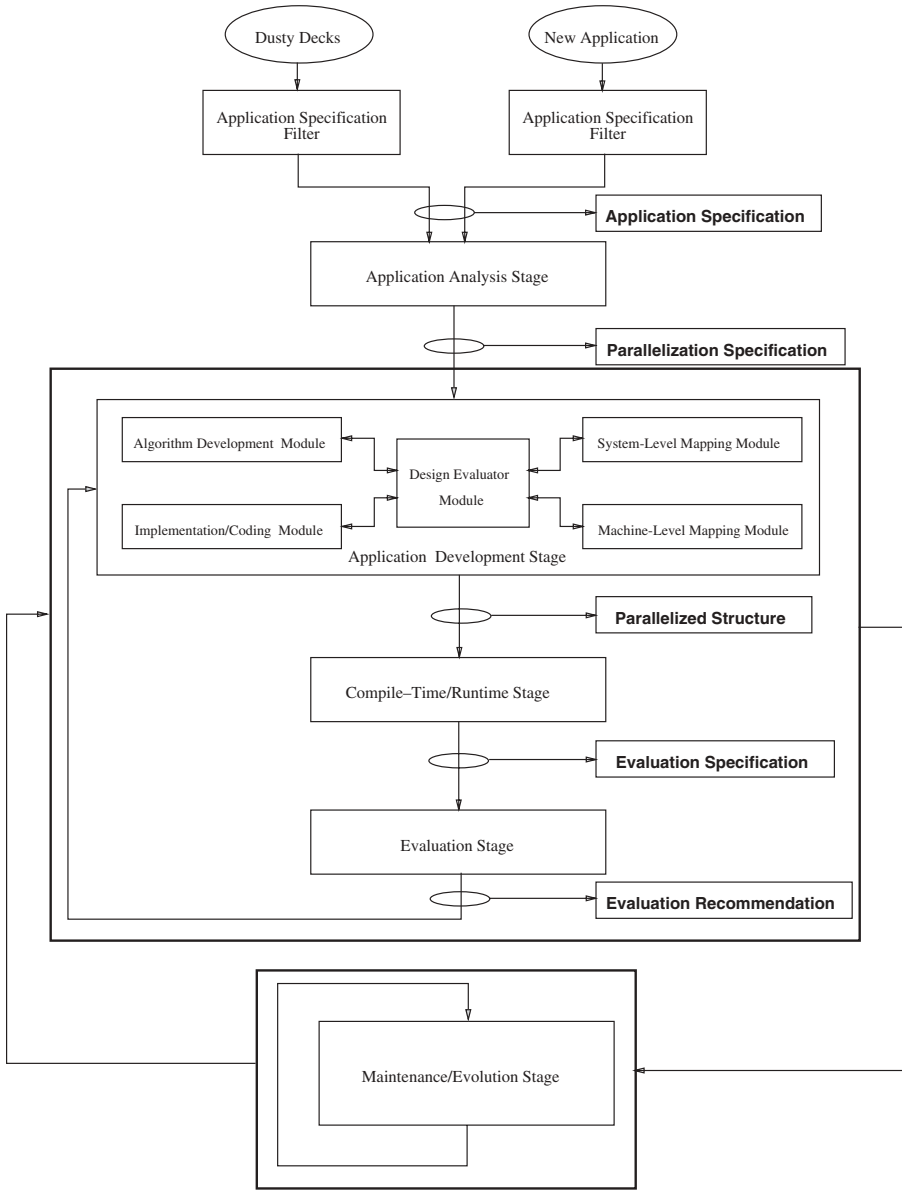 Dusty Decks
New Application
Application Specification
Filter
Application Specification
Filter
Application Specification
Application Analysis Stage
Parallelization Specification
Algorithm Development Module
System-Level Mapping Module
Design Evaluator
Module
Implementation/Coding Module
Machine-Level Mapping Module
Application Development Stage
Parallelized Structure
Compile–Time/Runtime Stage
Evaluation Specification
Evaluation Stage
Evaluation Recommendation
Maintenance/Evolution Stage